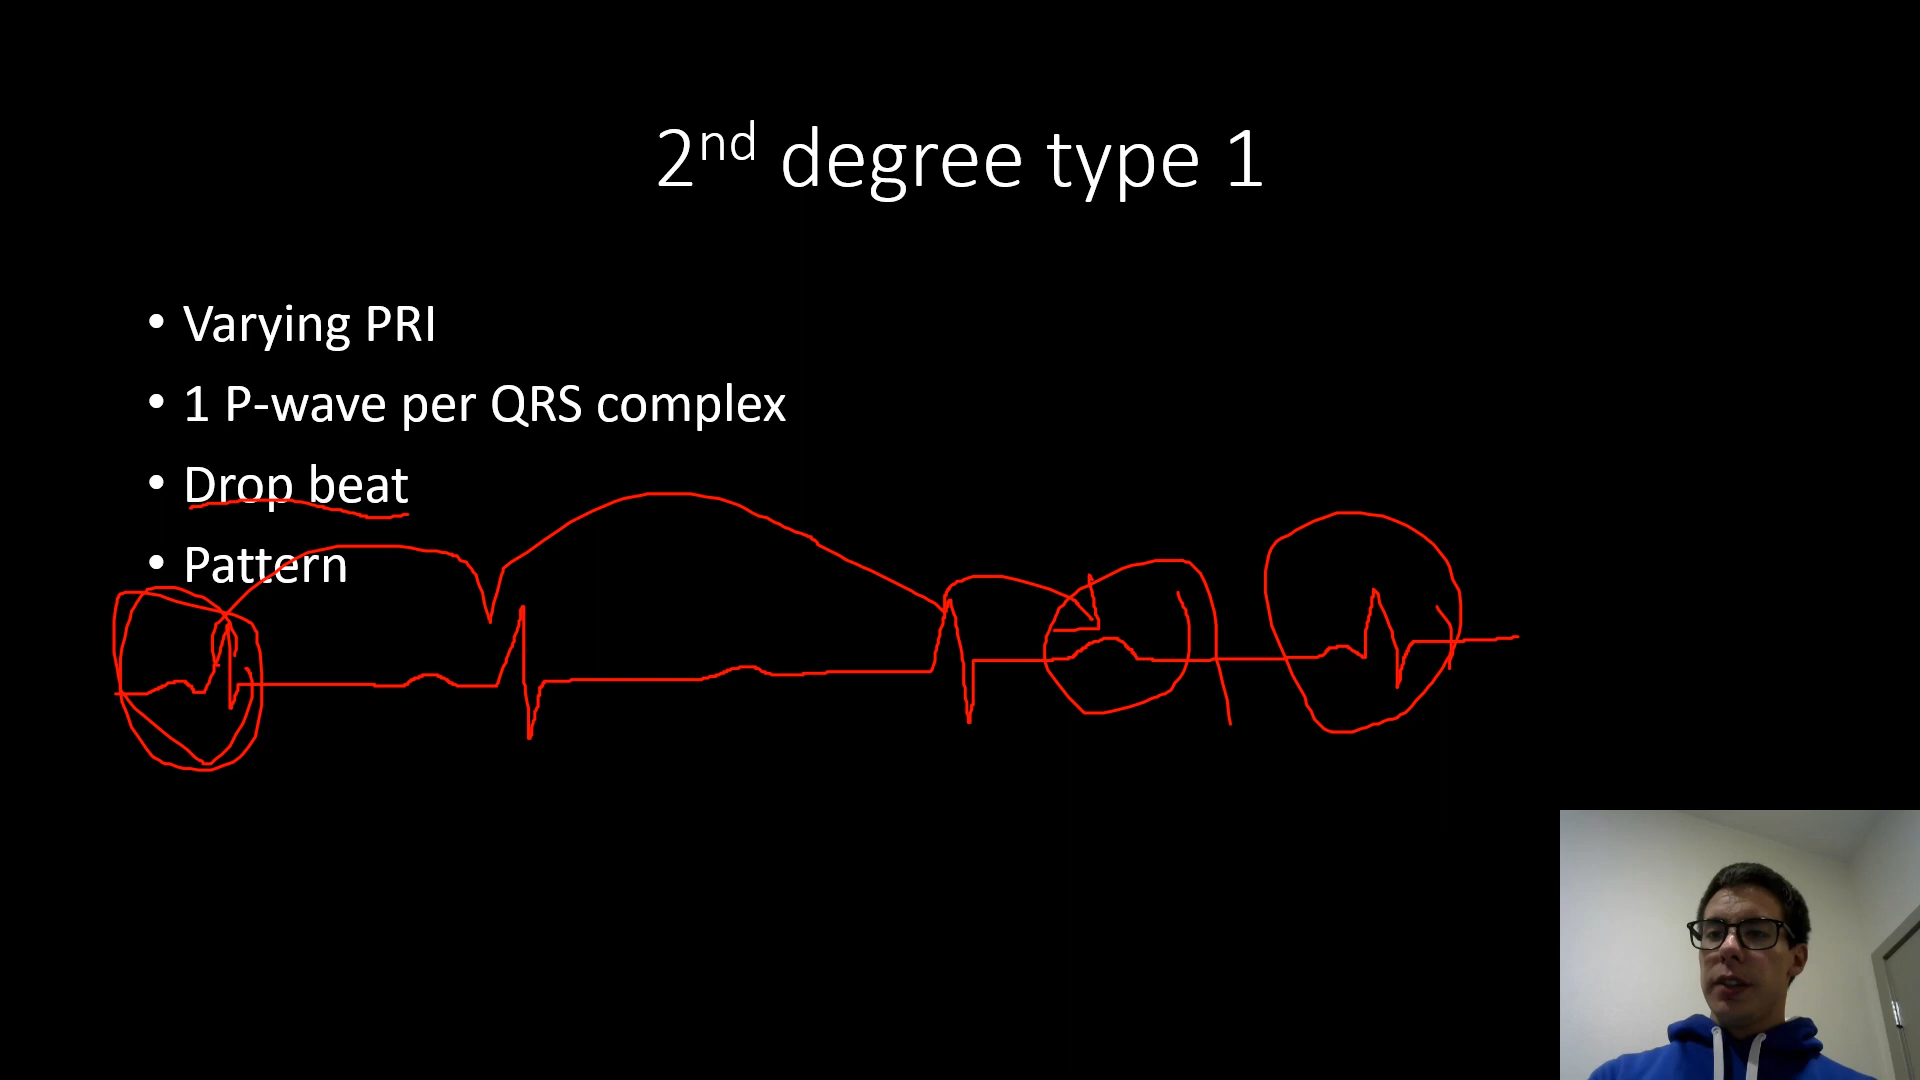 2nd degree type 1
• Varying PRI
• 1 P-wave per QRS complex
• Drop beat
• Pattern